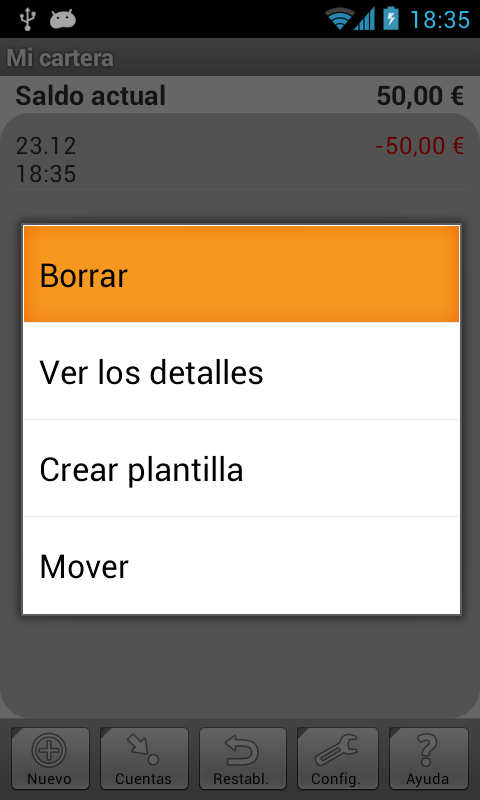 18:35
Mi cartera
Saldo actual 50,00 €
23.12 -50,00 €
18:35
Borrar
Ver los detalles
Crear plantilla
Mover
Nuevo Cuentas Restabl. Config. Ayuda